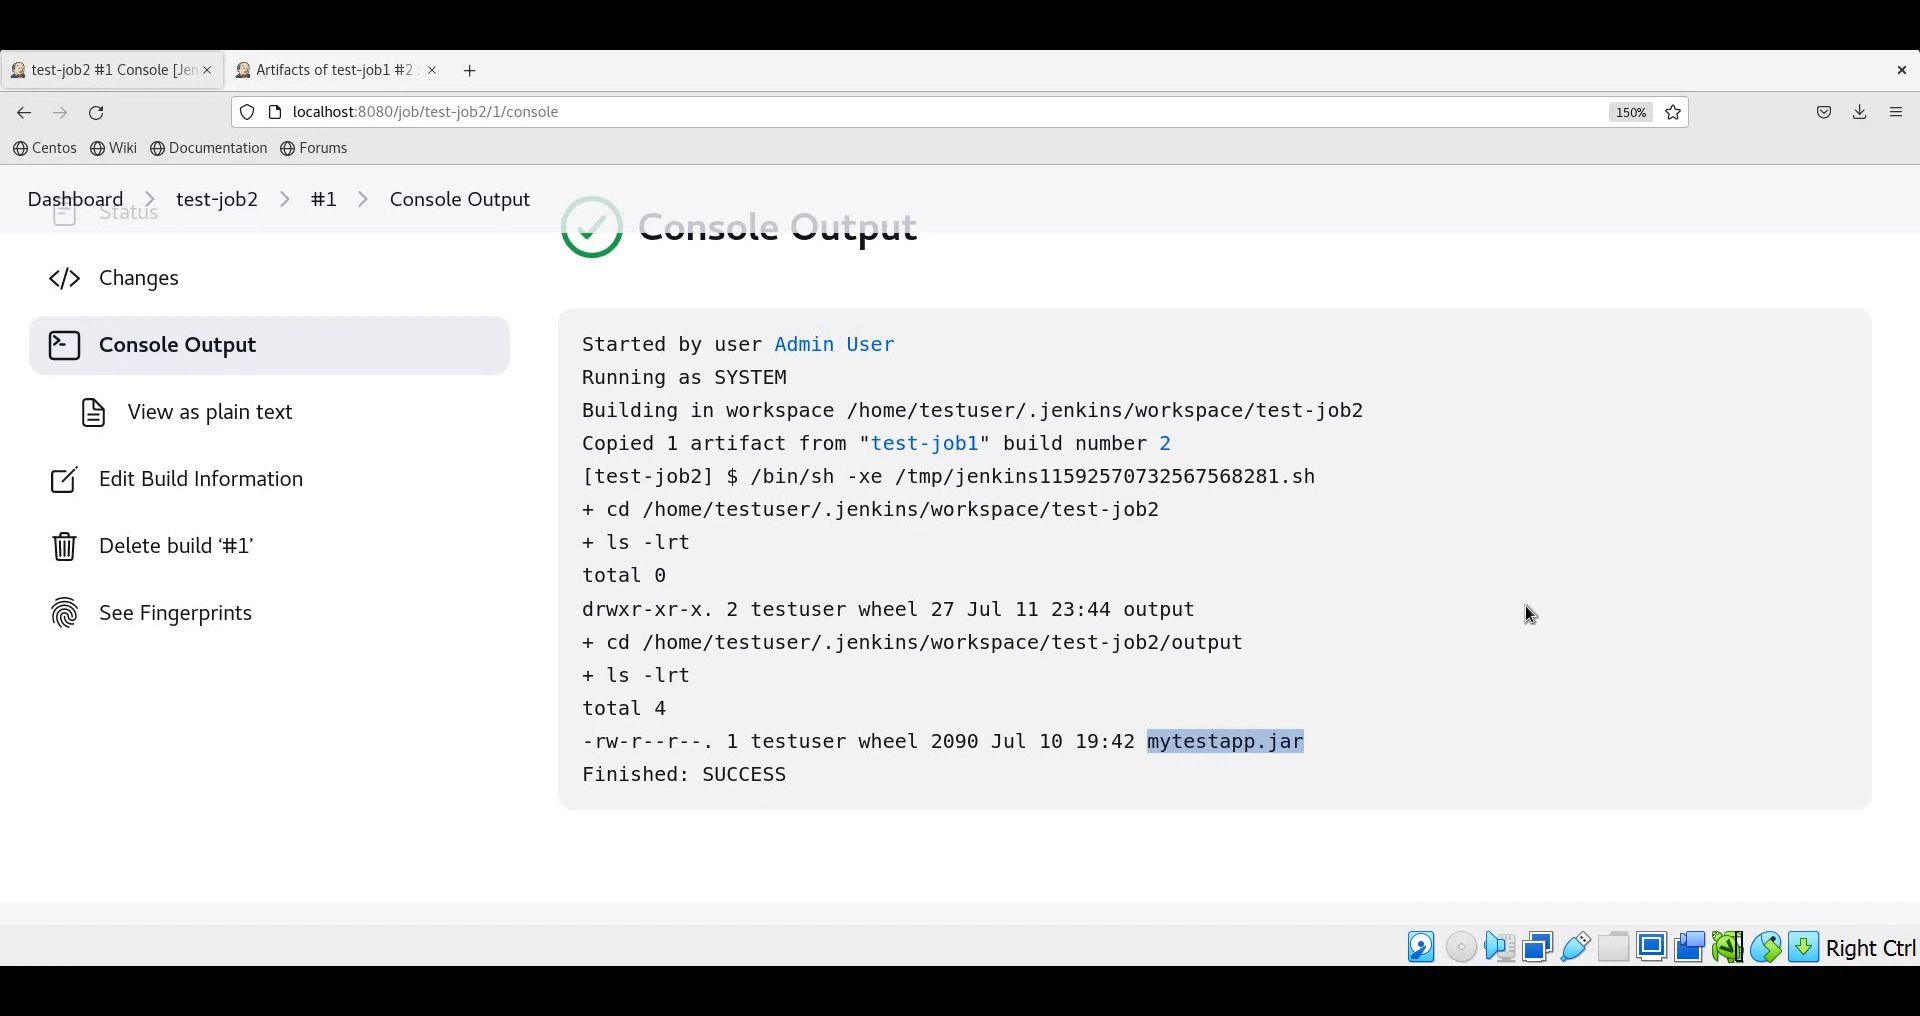 test-job2 #1 Console [Jen
Artifacts of test-job1 #2 :
localhost:8080/job/test-job2/1/console
150%
Centos
Wiki
Documentation
Forums
Dashboard
test-job2
#1
Console Output
Status
Console Output
Changes
Console Output
View as plain text
Edit Build Information
Delete build ‘#1’
See Fingerprints
Started by user Admin User
Running as SYSTEM
Building in workspace /home/testuser/.jenkins/workspace/test-job2
Copied 1 artifact from "test-job1" build number 2
[test-job2] $ /bin/sh -xe /tmp/jenkins11592570732567568281.sh
+ cd /home/testuser/.jenkins/workspace/test-job2
+ ls -lrt
total 0
drwxr-xr-x. 2 testuser wheel 27 Jul 11 23:44 output
+ cd /home/testuser/.jenkins/workspace/test-job2/output
+ ls -lrt
total 4
-rw-r--r--. 1 testuser wheel 2090 Jul 10 19:42 mytestapp.jar
Finished: SUCCESS
Right Ctrl